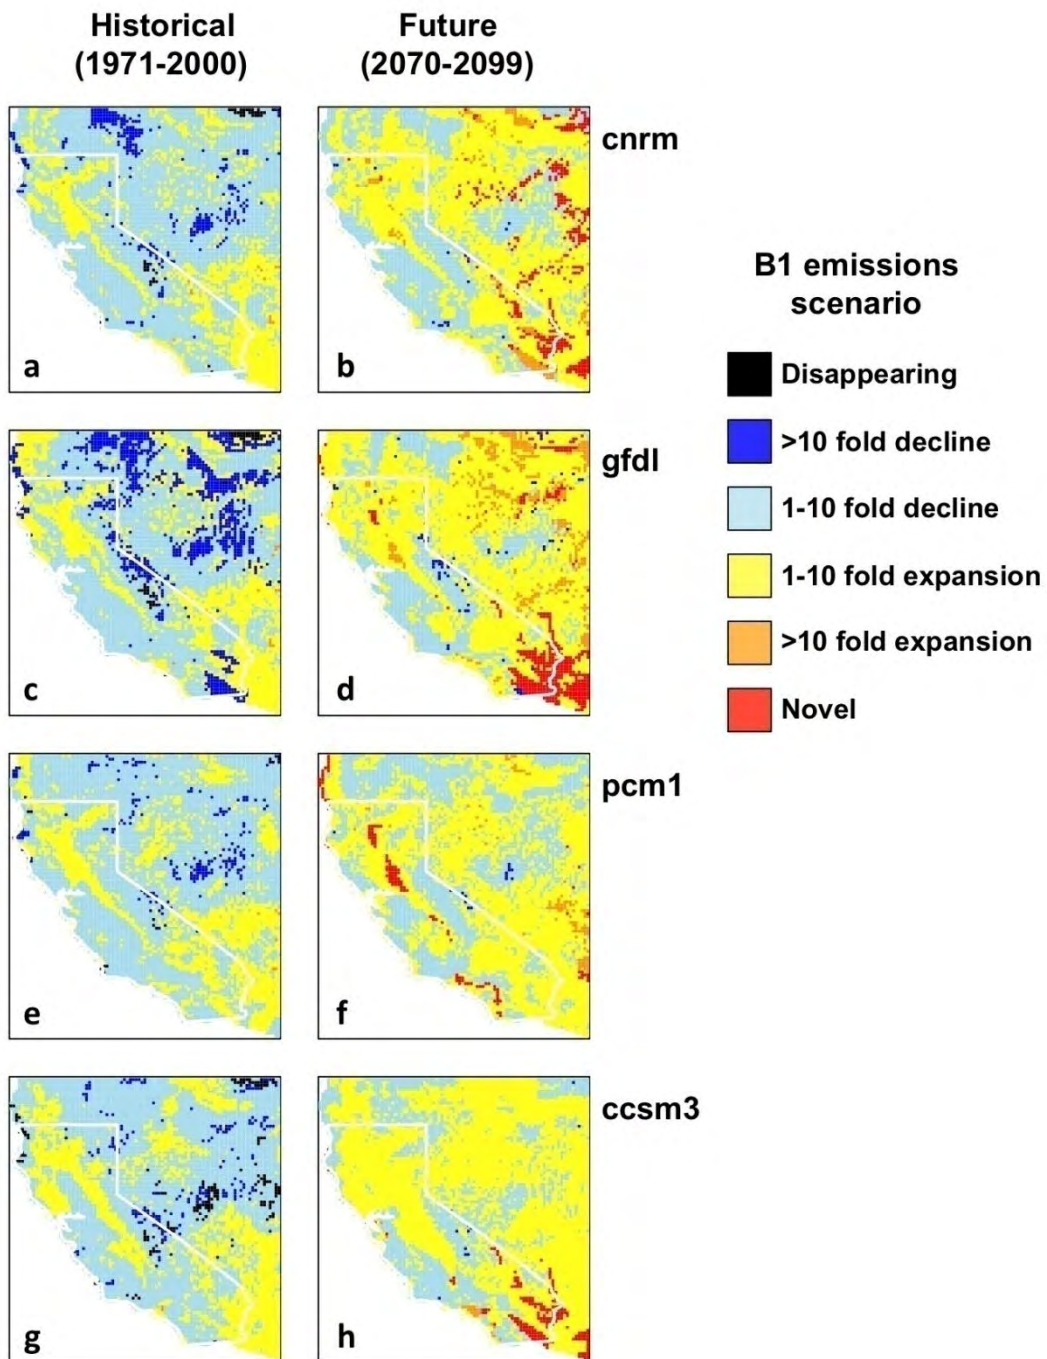 Historical
(1971-2000)
Future
(2070-2099)
cnrm
a
b
B1 emissions
scenario
Disappearing
>10 fold decline
1-10 fold decline
1-10 fold expansion
>10 fold expansion
Novel
gfdl
c
d
pcm1
e
f
ccsm3
g
h